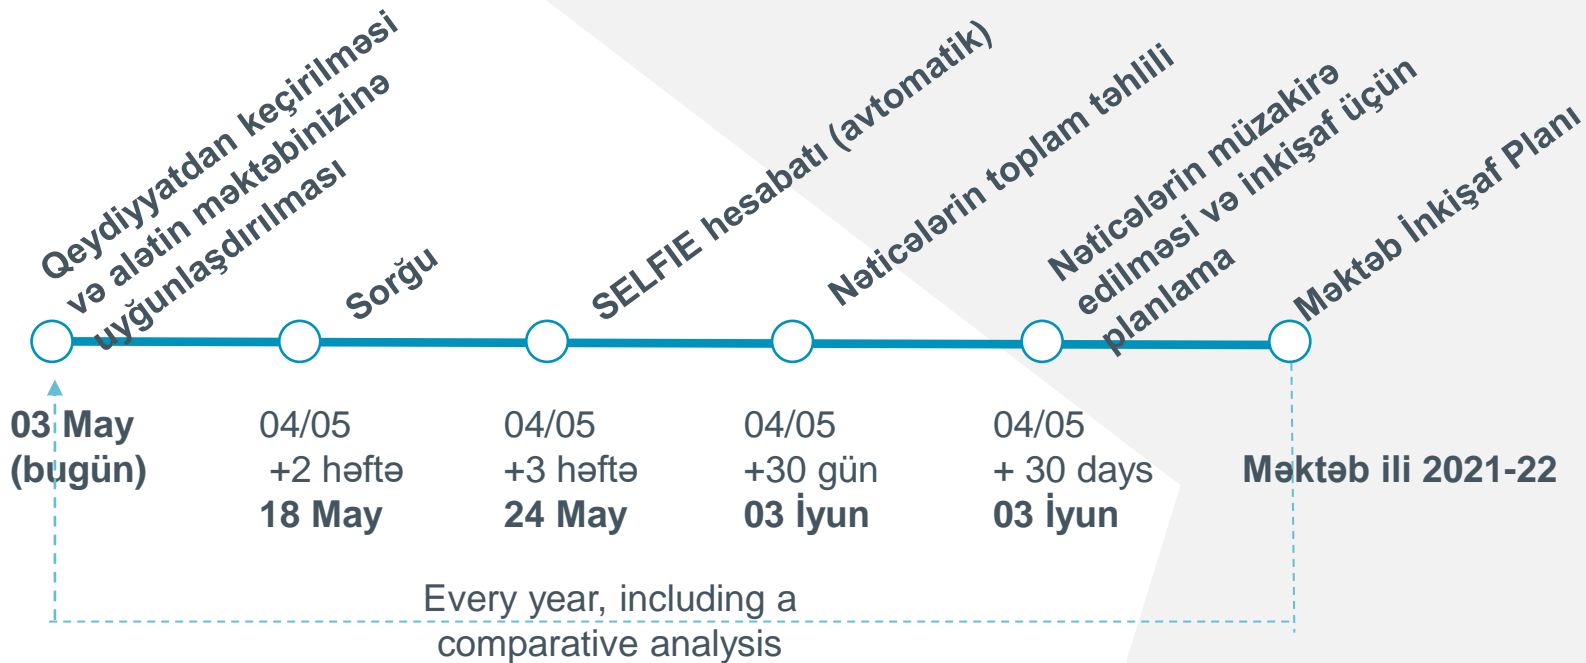 Qeydiyyatdan keçirilməsi
və alətin məktəbinizinə
uyğunlaşdırılması
Sorğu
SELFIE hesabatı (avtomatik)
Nəticələrin toplam təhlili
Nəticələrin müzakirə
edilməsi və inkişaf üçün
planlama
Məktəb İnkişaf Planı
03 May
(bugün)
04/05
+2 həftə
18 May
04/05
+3 həftə
24 May
04/05
+30 gün
03 İyun
04/05
+ 30 days
03 İyun
Məktəb ili 2021-22
Every year, including a
comparative analysis